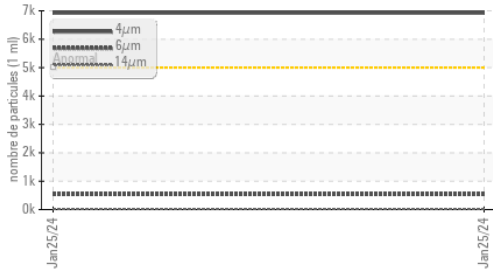 7k
6k
5k
4k
3k
2k
1k
0k
nombre de particules (1 ml)
4μm
6μm
Anormal
14μm
Jan25/24
Jan25/24